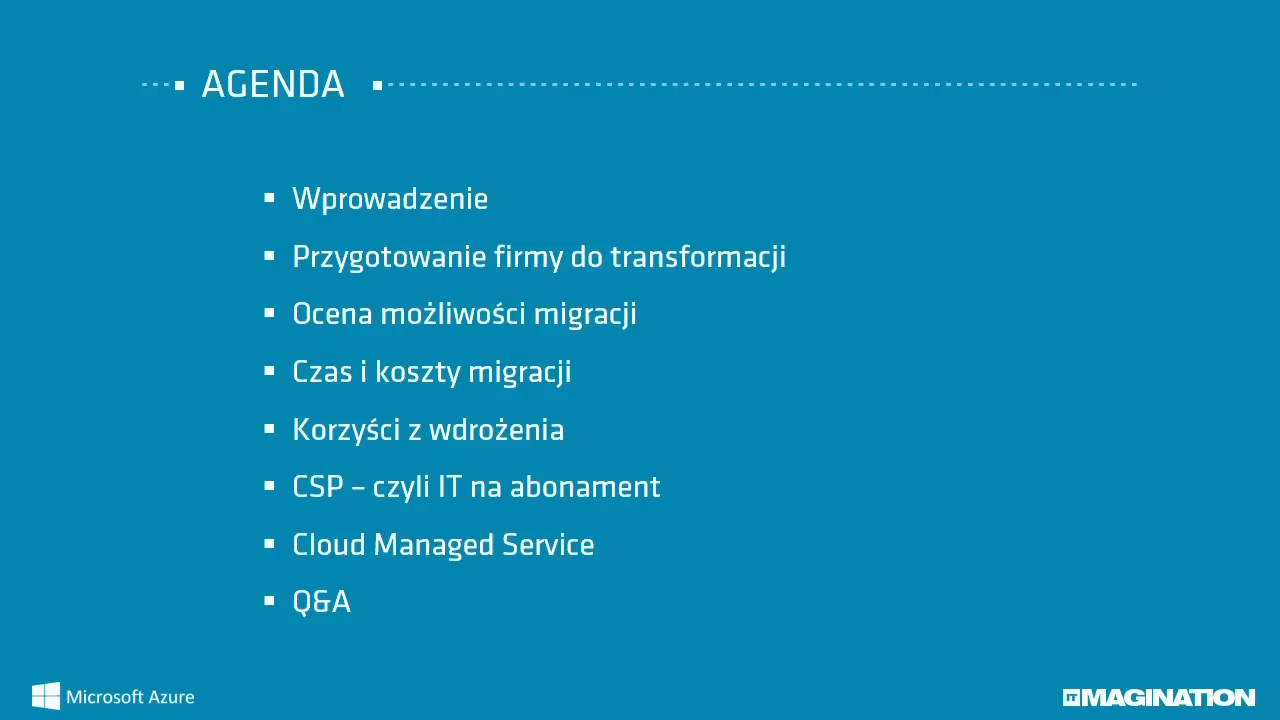 AGENDA
Wprowadzenie
Przygotowanie firmy do transformacji
Ocena możliwości migracji
Czas i koszty migracji
Korzyści z wdrożenia
CSP – czyli IT na abonament
Cloud Managed Service
Q&A
Microsoft Azure
ITMAGINATION